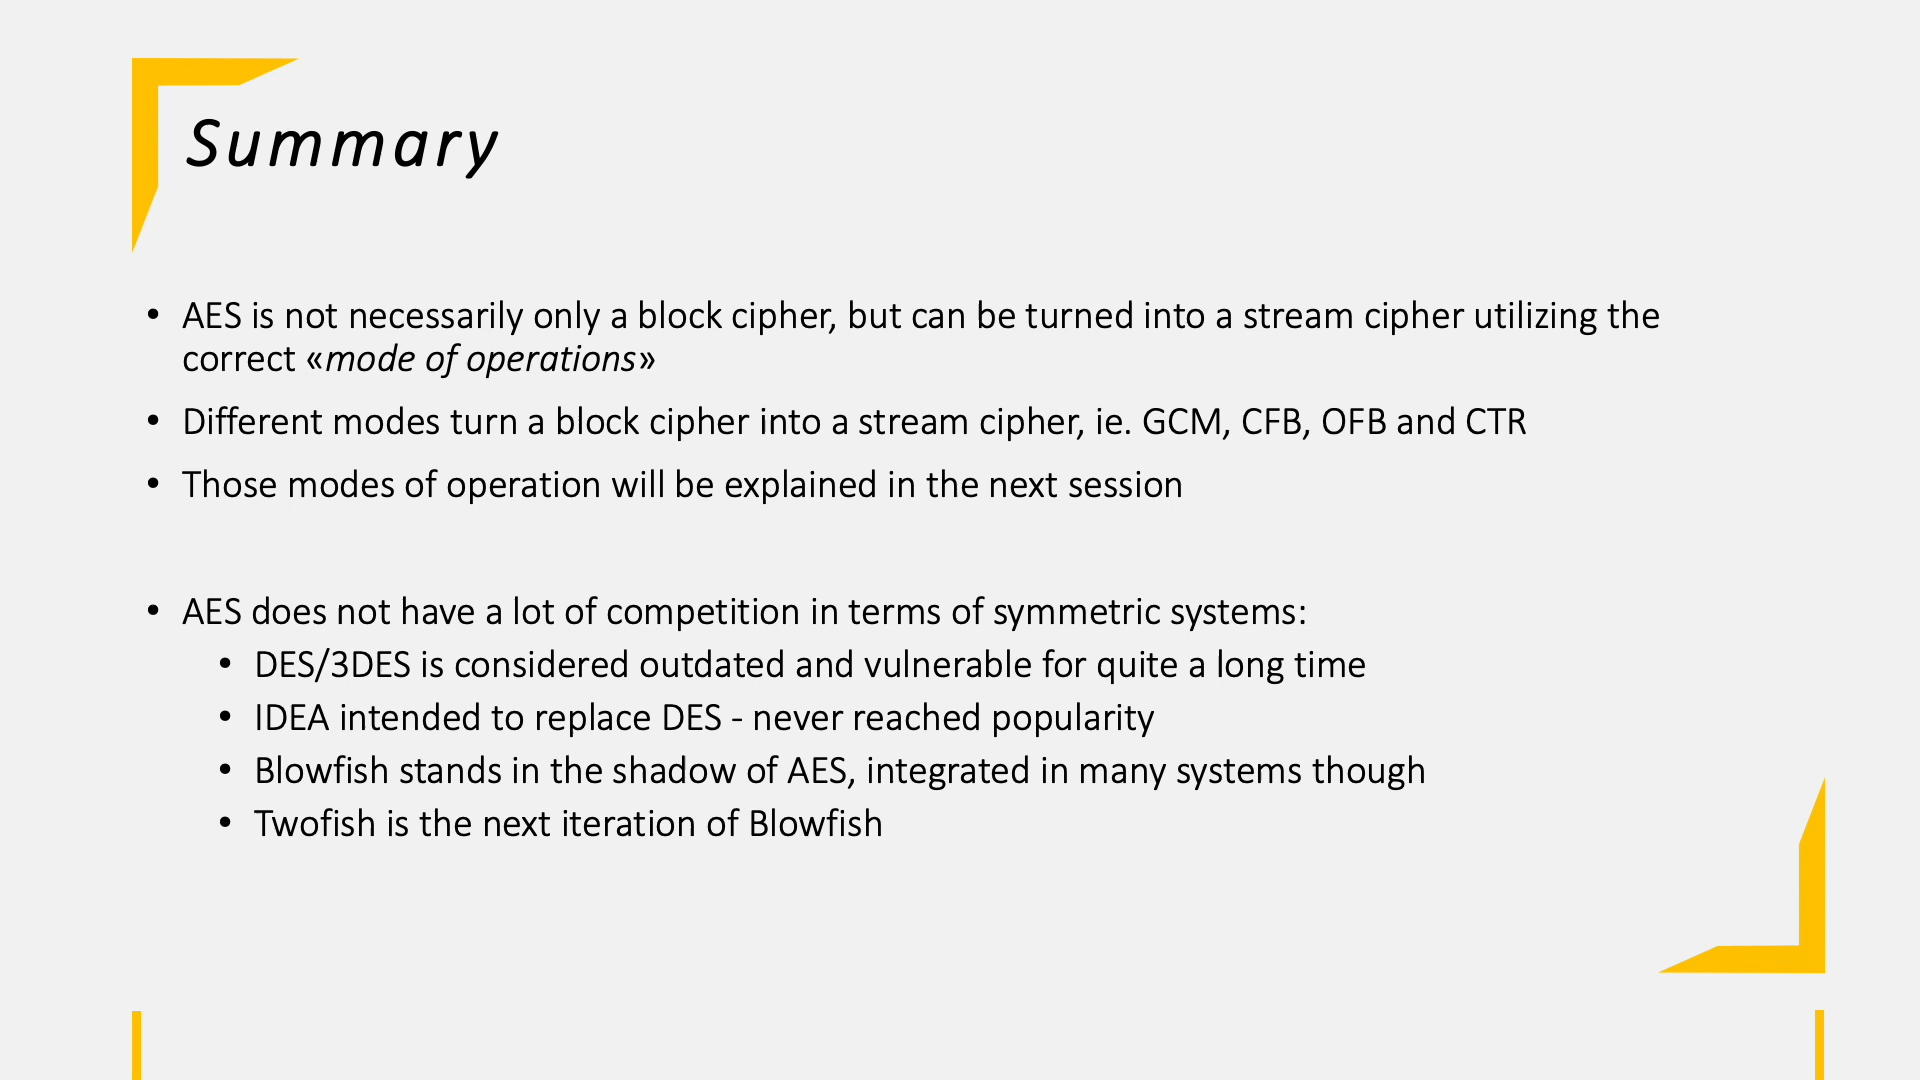 Summary
• AES is not necessarily only a block cipher, but can be turned into a stream cipher utilizing the
correct «mode of operations»
• Different modes turn a block cipher into a stream cipher, ie. GCM, CFB, OFB and CTR
• Those modes of operation will be explained in the next session
• AES does not have a lot of competition in terms of symmetric systems:
• DES/3DES is considered outdated and vulnerable for quite a long time
• IDEA intended to replace DES - never reached popularity
• Blowfish stands in the shadow of AES, integrated in many systems though
• Twofish is the next iteration of Blowfish